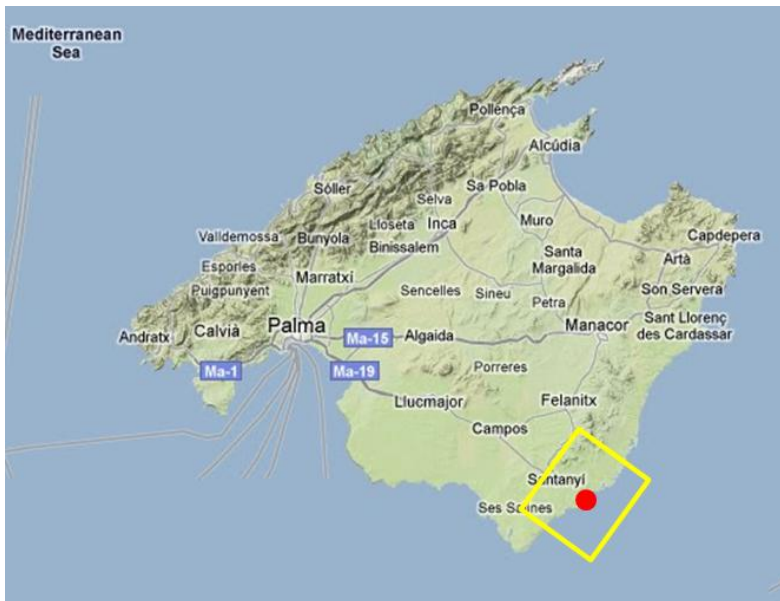 Mediterranean
Sea
Pollença
Alcúdia
Sa Pobla
Sóller
Selva
Muro
Lloseta
Inca
Capdepera
Valldemossa
Bunyola
Binissalem
Santa
Margalida
Artà
Esporles
Marratxí
Puigpunyent
Sencelles
Sineu
Petra
Son Servera
Sant Llorenç
des Cardassar
Andratx
Calvià
Palma
Ma-15
Algaida
Manacor
Ma-1
Ma-19
Porreres
Llucmajor
Felanitx
Campos
Santanyí
Ses Salines